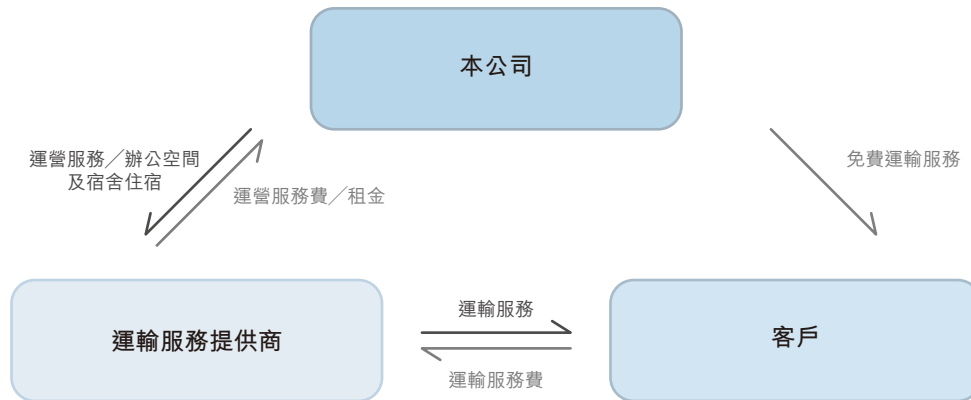 本公司
運營服務／辦公空間
及宿舍住宿
運營服務費／租金
免費運輸服務
運輸服務提供商
運輸服務
運輸服務費
客戶